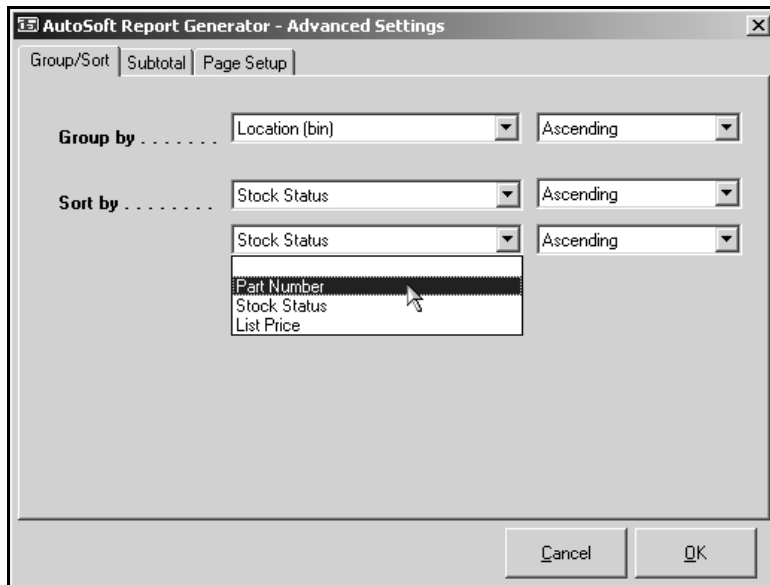 AutoSoft Report Generator - Advanced Settings
Group/Sort Subtotal Page Setup
Group by . . . . . . . Location (bin) Ascending
Sort by . . . . . . . . Stock Status Ascending
Stock Status Ascending
Part Number
Stock Status
List Price
Cancel OK